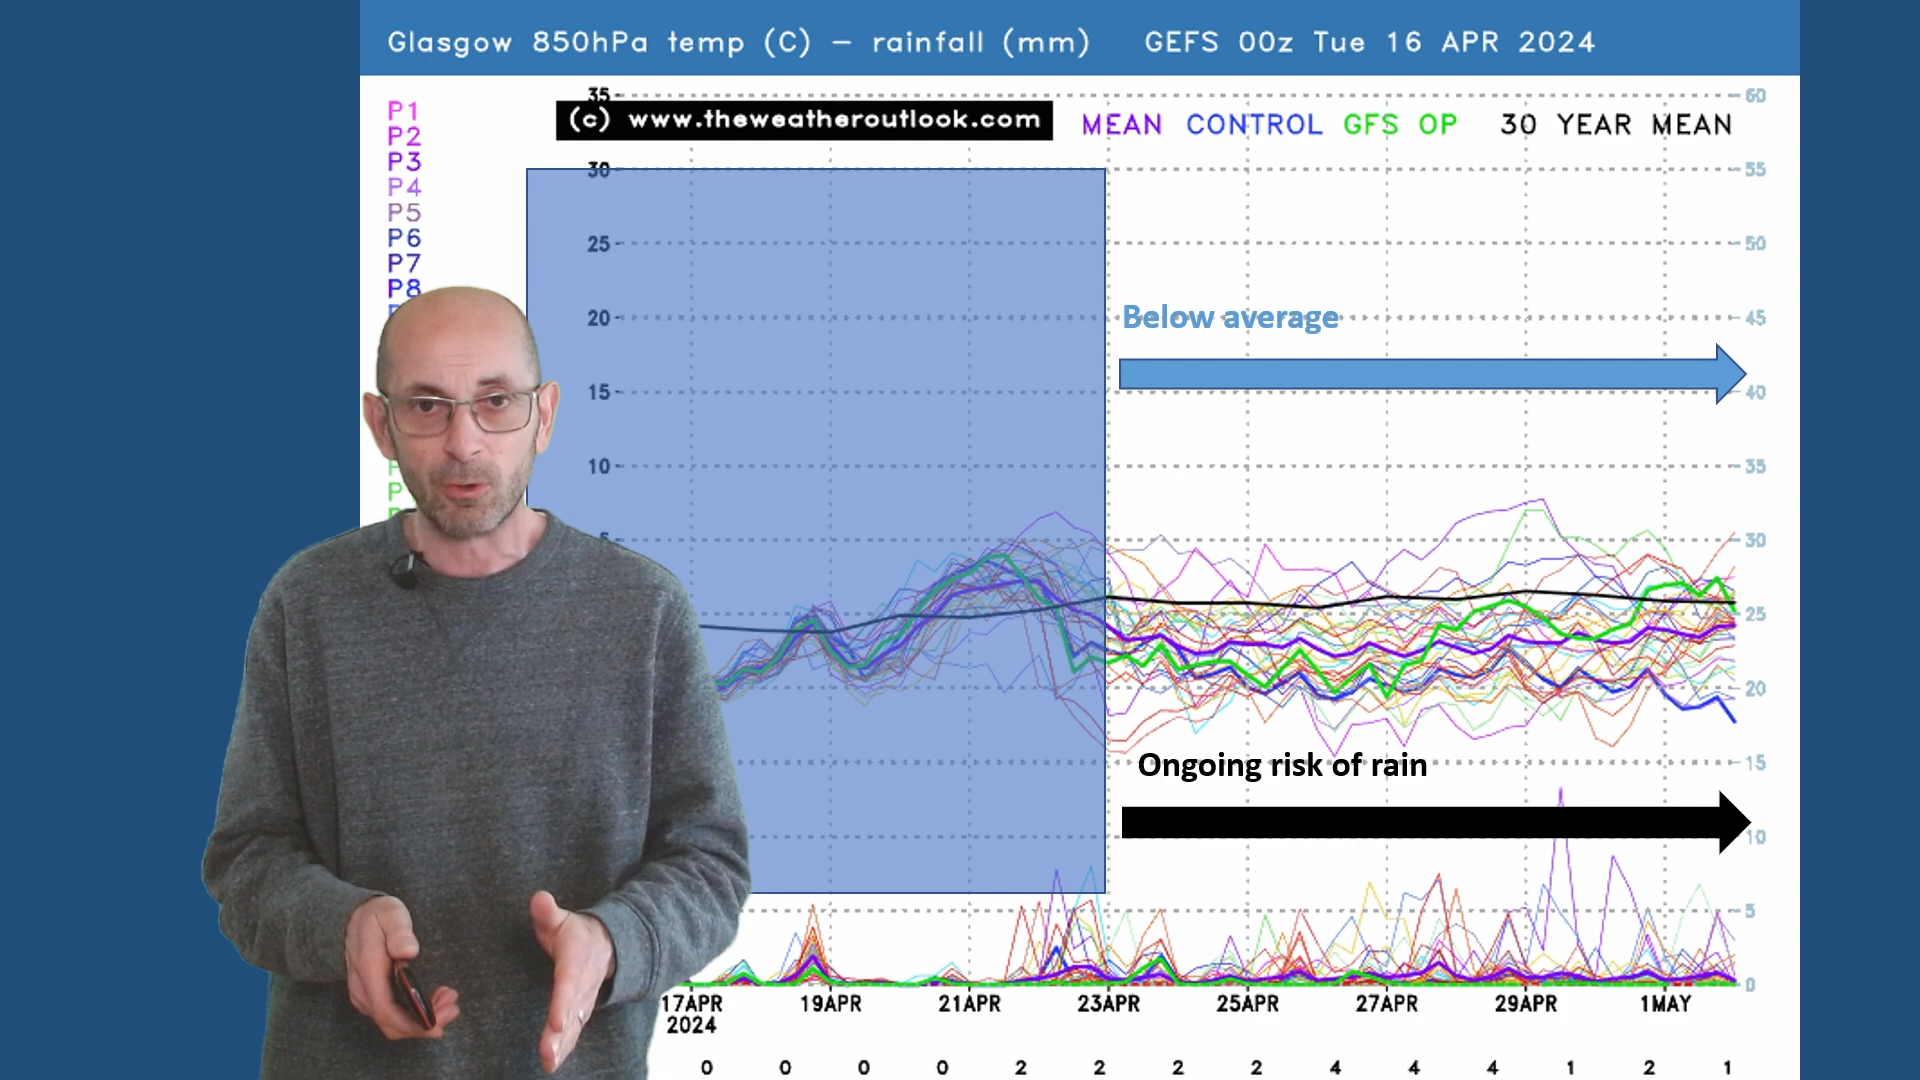 Glasgow 850hPa temp (C) – rainfall (mm) GEFS 00z Tue 16 APR 2024
35 60
(c) www.theweatheroutlook.com
MEAN CONTROL GFS OP 30 YEAR MEAN
P1
P2
P3
P4
P5
P6
P7
P8
30 55
25 50
20 45
Below average
15 40
10 35
5 30
25
20
15
Ongoing risk of rain
10
5
0
17APR 19APR 21APR 23APR 25APR 27APR 29APR 1MAY
2024
0 0 0 0 2 2 2 2 4 4 4 1 2 1